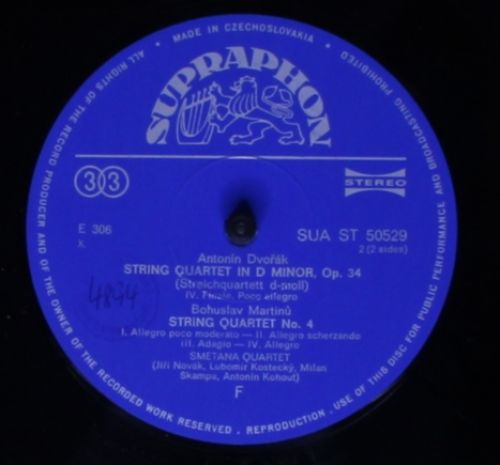 MADE IN CZECHOSLOVAKIA
ALL RIGHTS OF THE RECORD PRODUCER AND OF THE OWNER OF THE RECORDED WORK RESERVED. REPRODUCTION, USE OF THIS DISC FOR PUBLIC PERFORMANCE AND BROADCASTING PROHIBITED
SUPRAPHON
33
STEREO
E 306
X.
SUA ST 50529
2 (2 sides)
Antonín Dvořák
STRING QUARTET IN D MINOR, Op. 34
(Streichquartett d-moll)
IV. Finale. Poco allegro
4894
Bohuslav Martinů
STRING QUARTET No. 4
I. Allegro poco moderato — II. Allegro scherzando
III. Adagio — IV. Allegro
SMETANA QUARTET
(Jiří Novák, Lubomír Kostecký, Milan
Škampa, Antonín Kohout)
F